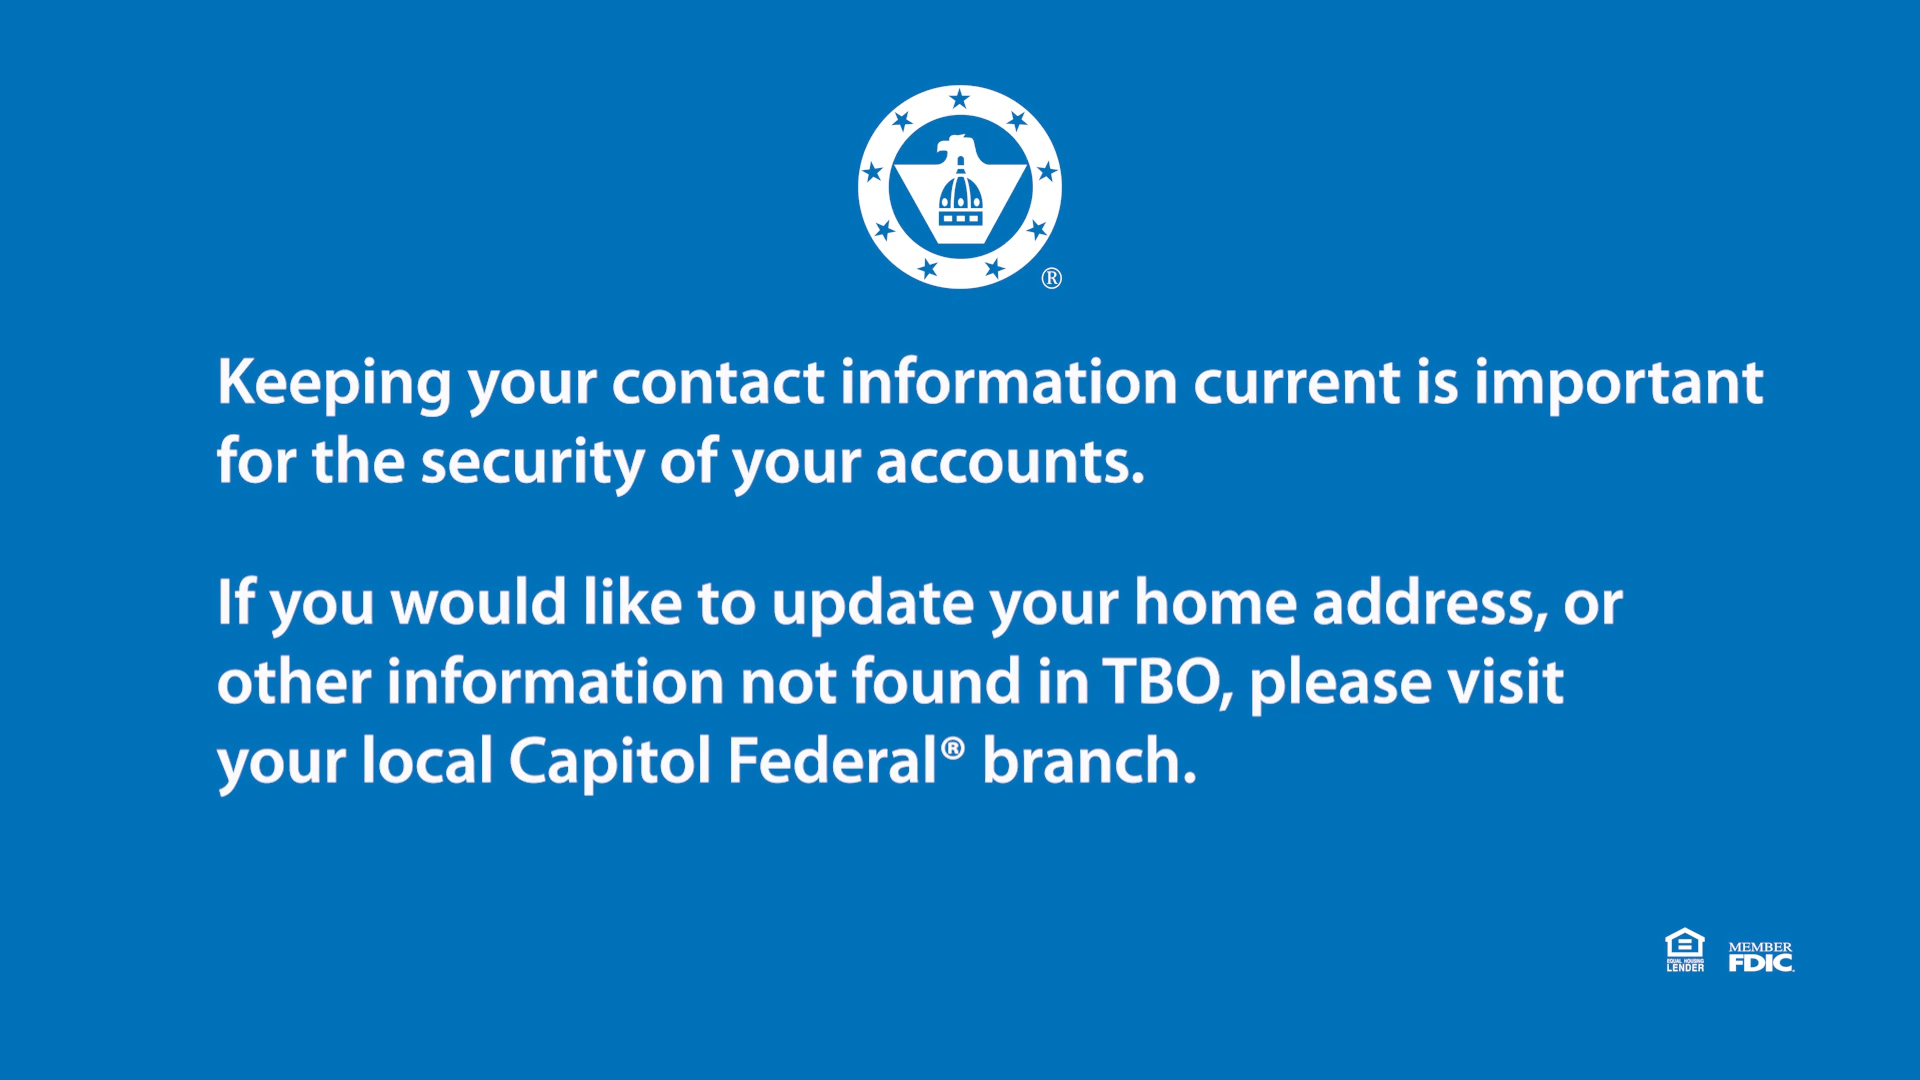 ®
Keeping your contact information current is important
for the security of your accounts.
If you would like to update your home address, or
other information not found in TBO, please visit
your local Capitol Federal® branch.
EQUAL HOUSING
LENDER
MEMBER
FDIC